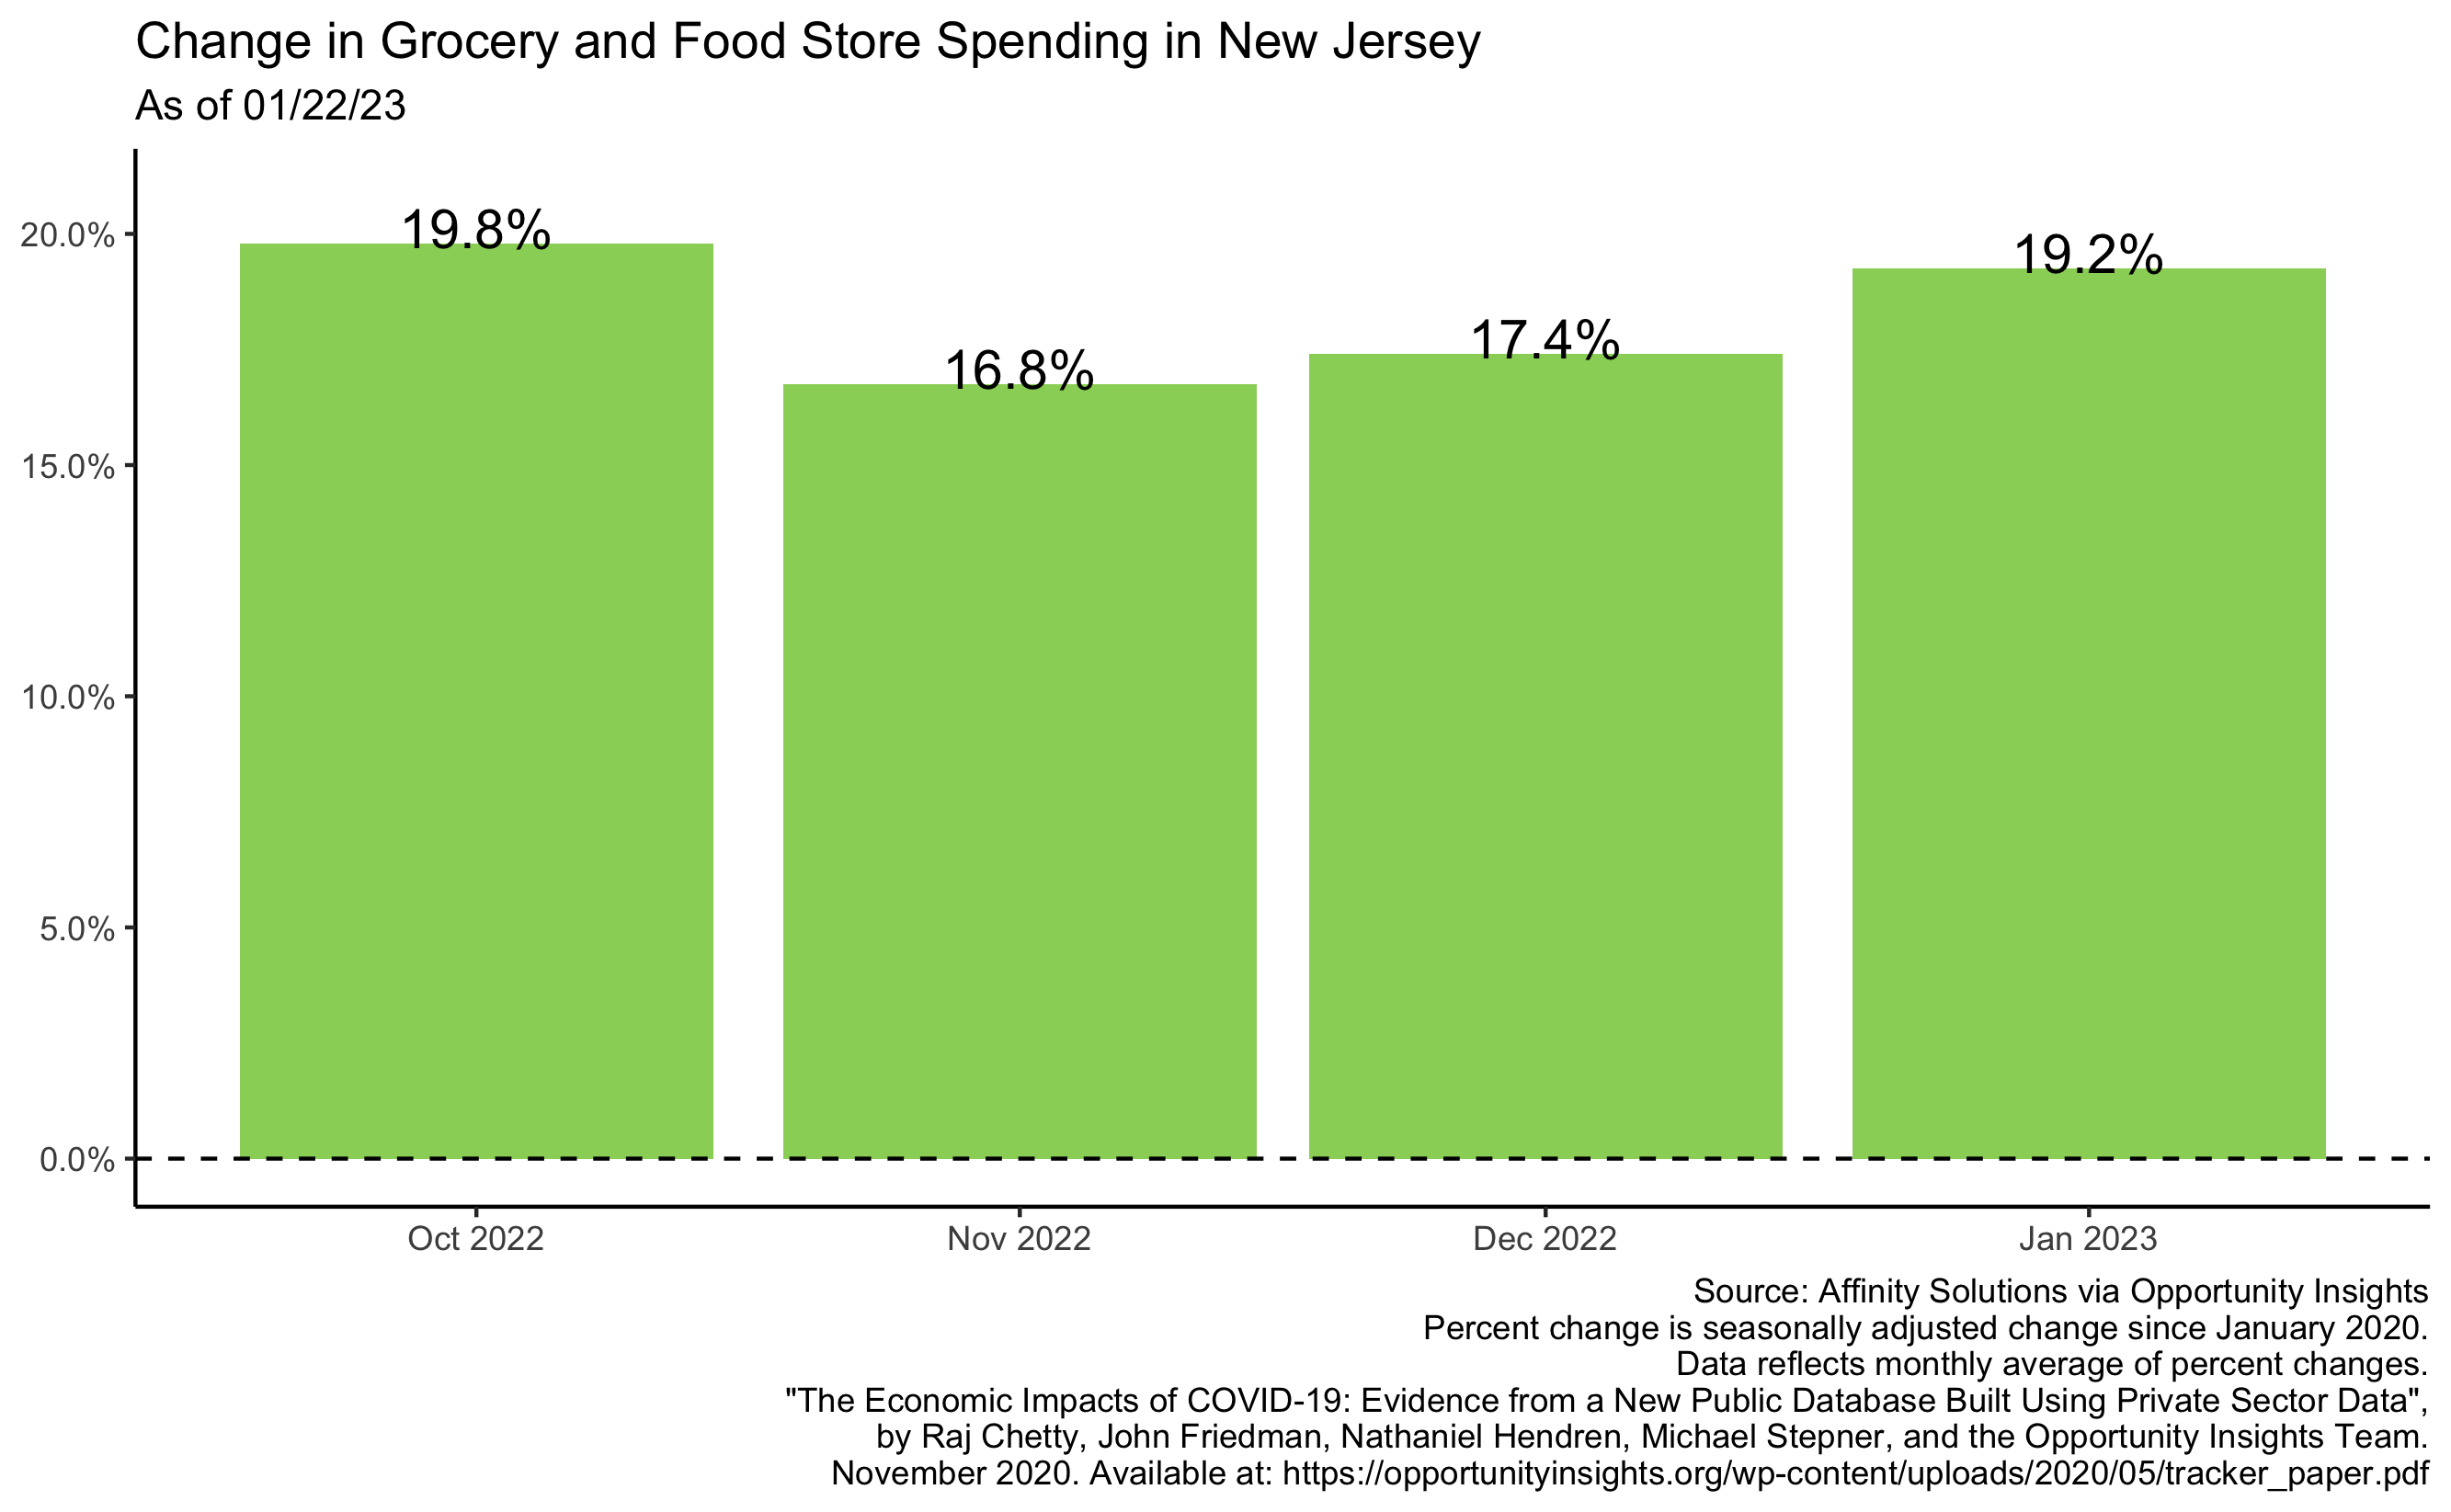 Change in Grocery and Food Store Spending in New Jersey
As of 01/22/23
20.0%
15.0%
10.0%
5.0%
0.0%
19.8%
16.8%
17.4%
19.2%
Oct 2022
Nov 2022
Dec 2022
Jan 2023
Source: Affinity Solutions via Opportunity Insights
Percent change is seasonally adjusted change since January 2020.
Data reflects monthly average of percent changes.
"The Economic Impacts of COVID-19: Evidence from a New Public Database Built Using Private Sector Data",
by Raj Chetty, John Friedman, Nathaniel Hendren, Michael Stepner, and the Opportunity Insights Team.
November 2020. Available at: https://opportunityinsights.org/wp-content/uploads/2020/05/tracker_paper.pdf